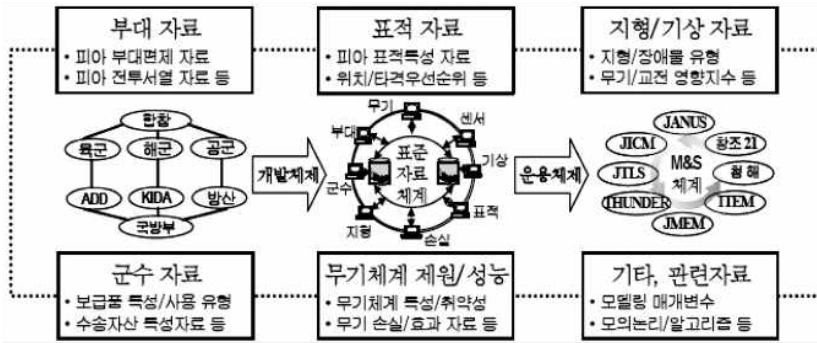 부대 자료
• 피아 부대편제 자료
• 피아 전투서열 자료 등
표적 자료
• 피아 표적특성 자료
• 위치/타격우선순위 등
지형/기상 자료
• 지형/장애물 유형
• 무기/교전 영향지수 등
합참
육군
해군
공군
ADD
KIDA
방산
국방부
개발체제
무기
센서
기상
표적
손실
지형
군수
부대
표준
자료
체계
운용체제
JANUS
창조21
청해
ITEM
JMEM
THUNDER
JTLS
JICM
M&S
체계
군수 자료
• 보급품 특성/사용 유형
• 수송자산 특성자료 등
무기체계 제원/성능
• 무기체계 특성/취약성
• 무기 손실/효과 자료 등
기타, 관련자료
• 모델링 매개변수
• 모의논리/알고리즘 등